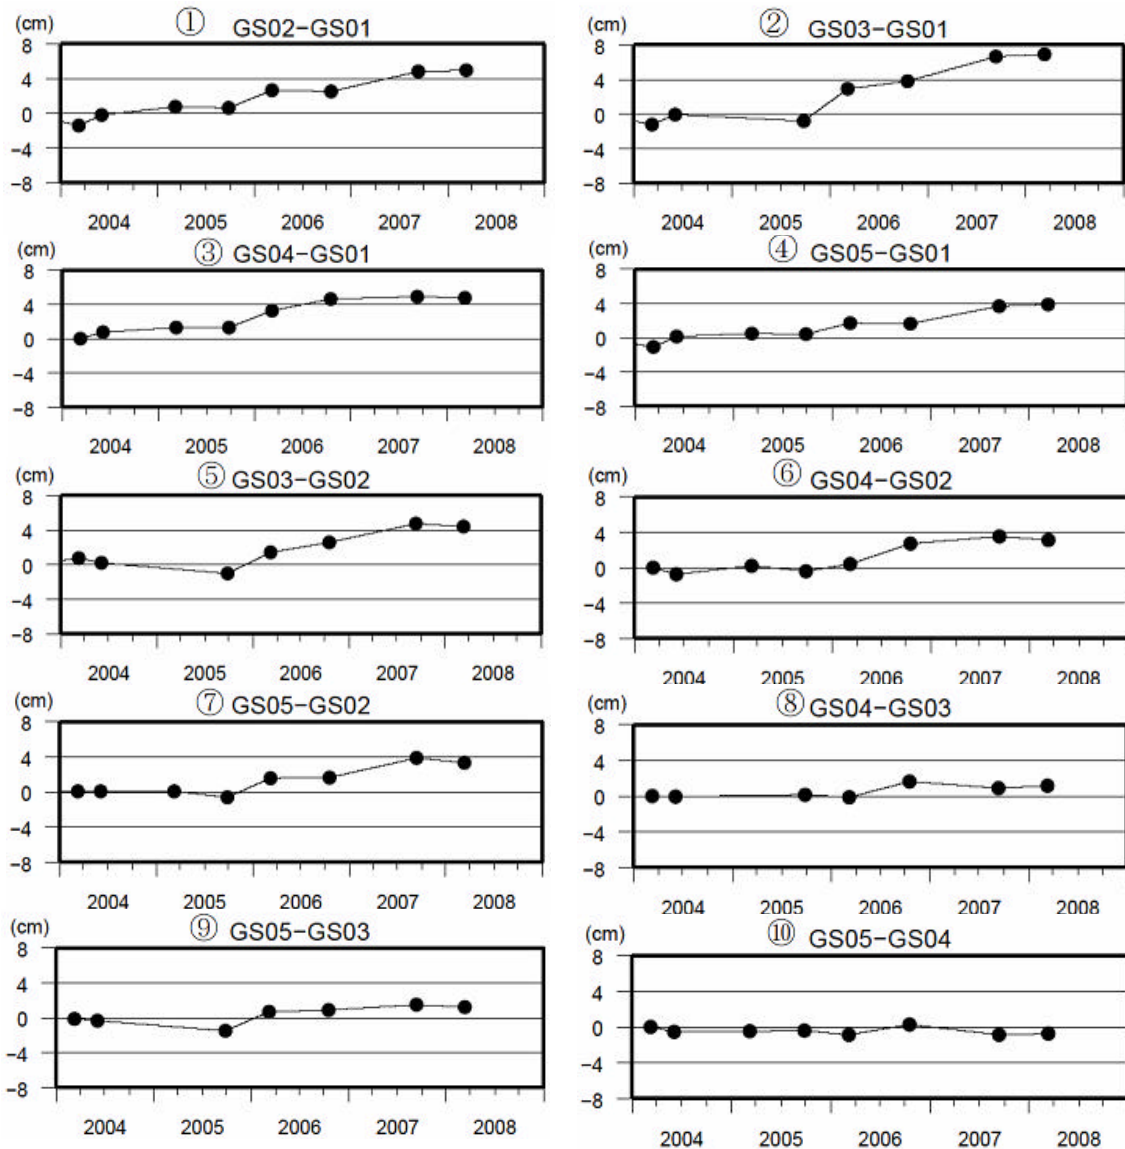 (cm) ① GS02−GS01
8
4
0
−4
−8
2004 2005 2006 2007 2008
(cm) ② GS03−GS01
8
4
0
−4
−8
2004 2005 2006 2007 2008
(cm) ③ GS04−GS01
8
4
0
−4
−8
2004 2005 2006 2007 2008
(cm) ④ GS05−GS01
8
4
0
−4
−8
2004 2005 2006 2007 2008
(cm) ⑤ GS03−GS02
8
4
0
−4
−8
2004 2005 2006 2007 2008
(cm) ⑥ GS04−GS02
8
4
0
−4
−8
2004 2005 2006 2007 2008
(cm) ⑦ GS05−GS02
8
4
0
−4
−8
2004 2005 2006 2007 2008
(cm) ⑧ GS04−GS03
8
4
0
−4
−8
2004 2005 2006 2007 2008
(cm) ⑨ GS05−GS03
8
4
0
−4
−8
2004 2005 2006 2007 2008
(cm) ⑩ GS05−GS04
8
4
0
−4
−8
2004 2005 2006 2007 2008